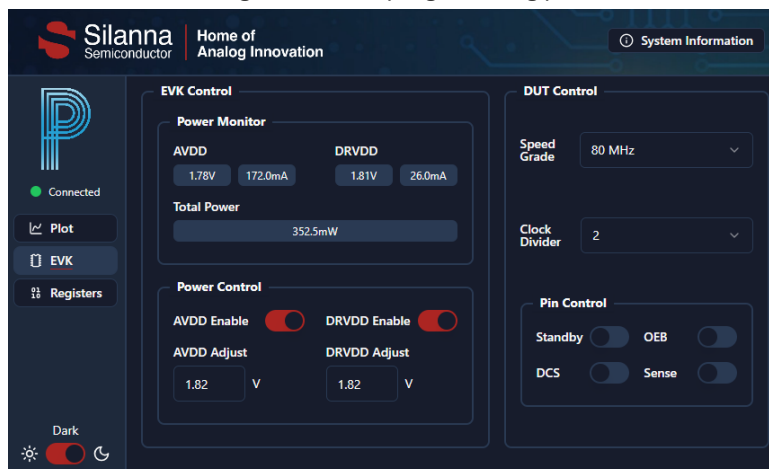 Silanna
Semiconductor
Home of
Analog Innovation
System Information
Connected
Plot
EVK
Registers
Dark
EVK Control
Power Monitor
AVDD DRVDD
1.78V 172.0mA 1.81V 26.0mA
Total Power
352.5mW
Power Control
AVDD Enable DRVDD Enable
AVDD Adjust DRVDD Adjust
1.82 V 1.82 V
DUT Control
Speed
Grade
80 MHz
Clock
Divider
2
Pin Control
Standby OEB
DCS Sense